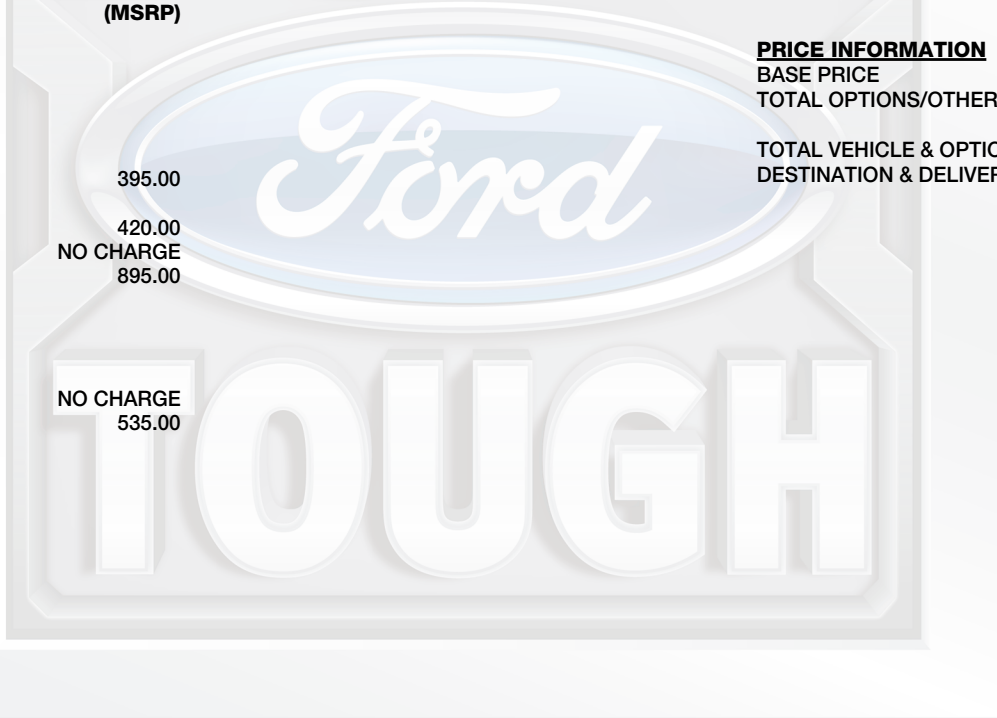 (MSRP)
395.00
420.00
NO CHARGE
895.00
NO CHARGE
535.00
PRICE INFORMATION
BASE PRICE
TOTAL OPTIONS/OTHER
TOTAL VEHICLE & OPTIO
DESTINATION & DELIVER
Ford
TOUGH